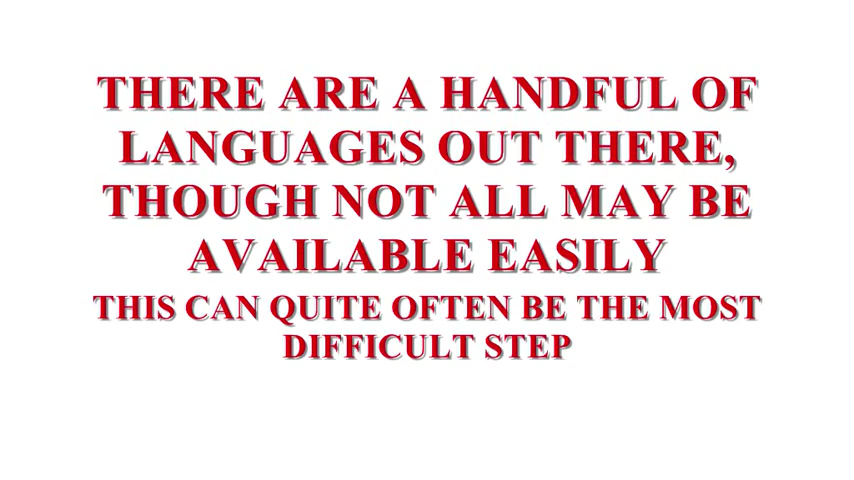 THERE ARE A HANDFUL OF
LANGUAGES OUT THERE,
THOUGH NOT ALL MAY BE
AVAILABLE EASILY
THIS CAN QUITE OFTEN BE THE MOST
DIFFICULT STEP